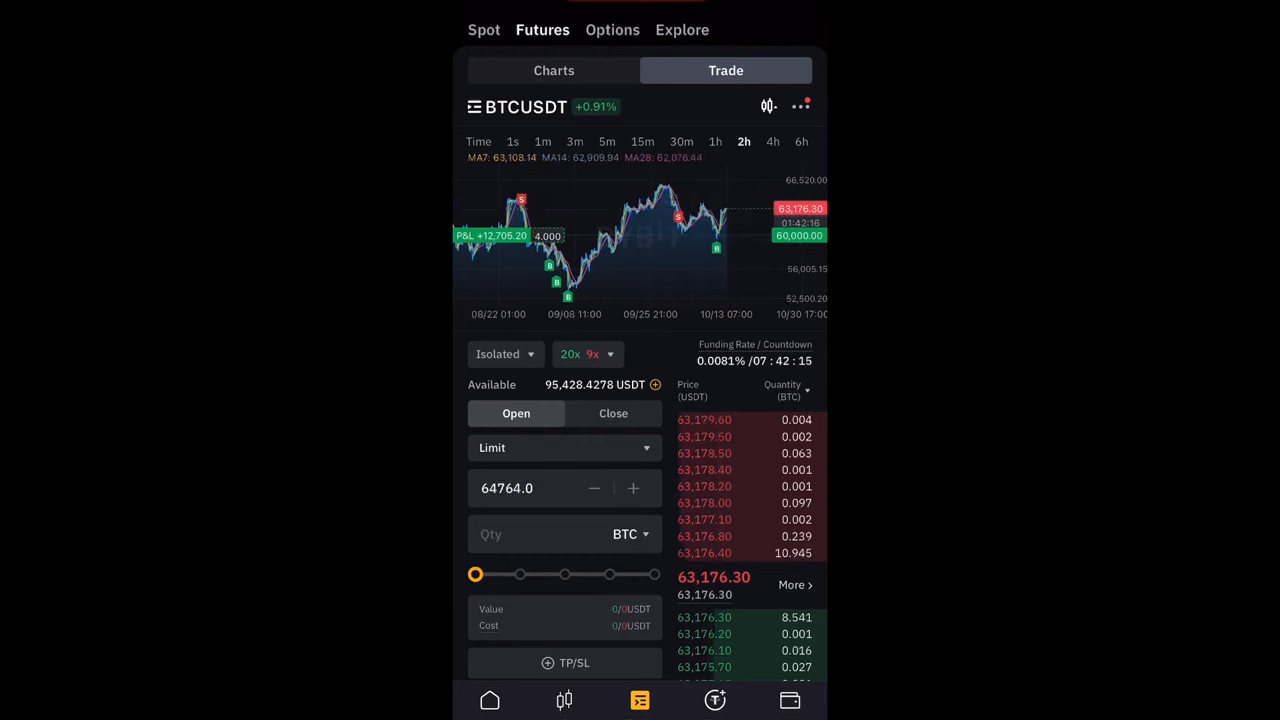 Spot Futures Options Explore
Charts Trade
BTCUSDT +0.91%
Time 1s 1m 3m 5m 15m 30m 1h 2h 4h 6h
MA7: 63,108.14 MA14: 62,909.94 MA28: 62,076.44
66,520.00
S
63,176.30
S
01:42:16
P&L +12,705.20 4.000 60,000.00
B
B
56,005.15
B
B
52,500.20
08/22 01:00 09/08 11:00 09/25 21:00 10/13 07:00 10/30 17:00
Isolated 20x 9x
Funding Rate / Countdown
0.0081% /07 : 42 : 15
Available 95,428.4278 USDT
Open Close
Limit
64764.0
Qty BTC
Value 0/0USDT
Cost 0/0USDT
TP/SL
Price Quantity
(USDT) (BTC)
63,179.60 0.004
63,179.50 0.002
63,178.50 0.063
63,178.40 0.001
63,178.20 0.001
63,178.00 0.097
63,177.10 0.002
63,176.80 0.239
63,176.40 10.945
63,176.30
63,176.30
More >
63,176.30 8.541
63,176.20 0.001
63,176.10 0.016
63,175.70 0.027